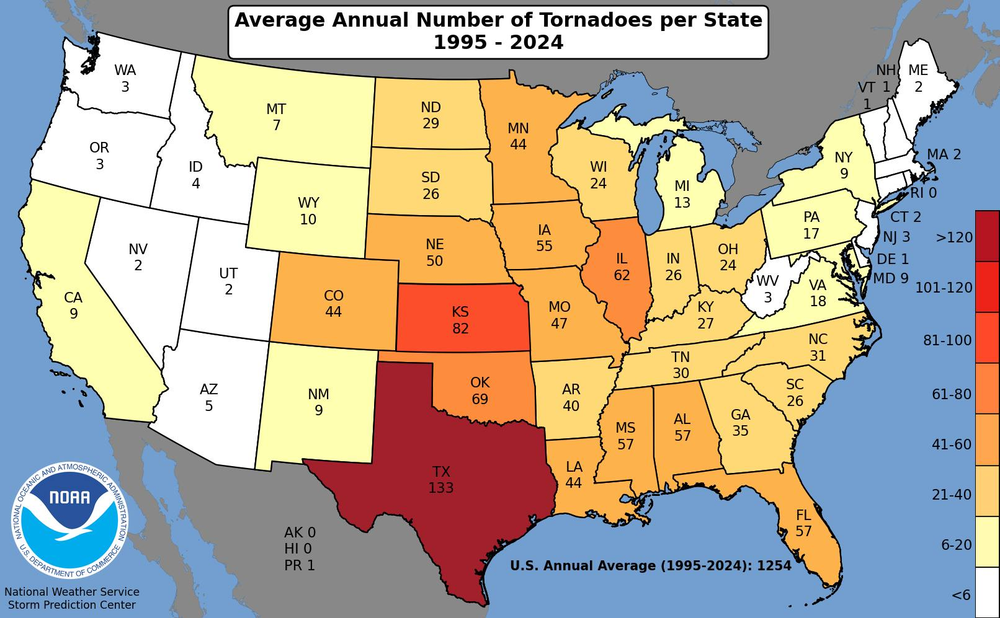 Average Annual Number of Tornadoes per State
1995 - 2024
WA
3
OR
3
ID
4
MT
7
WY
10
ND
29
SD
26
NE
50
MN
44
WI
24
IA
55
MI
13
IL
62
IN
26
OH
24
NY
9
PA
17
VT
1
NH
1
ME
2
MA 2
RI 0
CT 2
NJ 3
DE 1
MD 9
WV
3
VA
18
KY
27
NC
31
TN
30
SC
26
GA
35
AL
57
MS
57
LA
44
AR
40
MO
47
KS
82
OK
69
TX
133
CO
44
NM
9
UT
2
AZ
5
NV
2
CA
9
FL
57
AK 0
HI 0
PR 1
U.S. Annual Average (1995-2024): 1254
>120
101-120
81-100
61-80
41-60
21-40
6-20
<6
NATIONAL OCEANIC AND ATMOSPHERIC ADMINISTRATION
NOAA
U.S. DEPARTMENT OF COMMERCE
National Weather Service
Storm Prediction Center